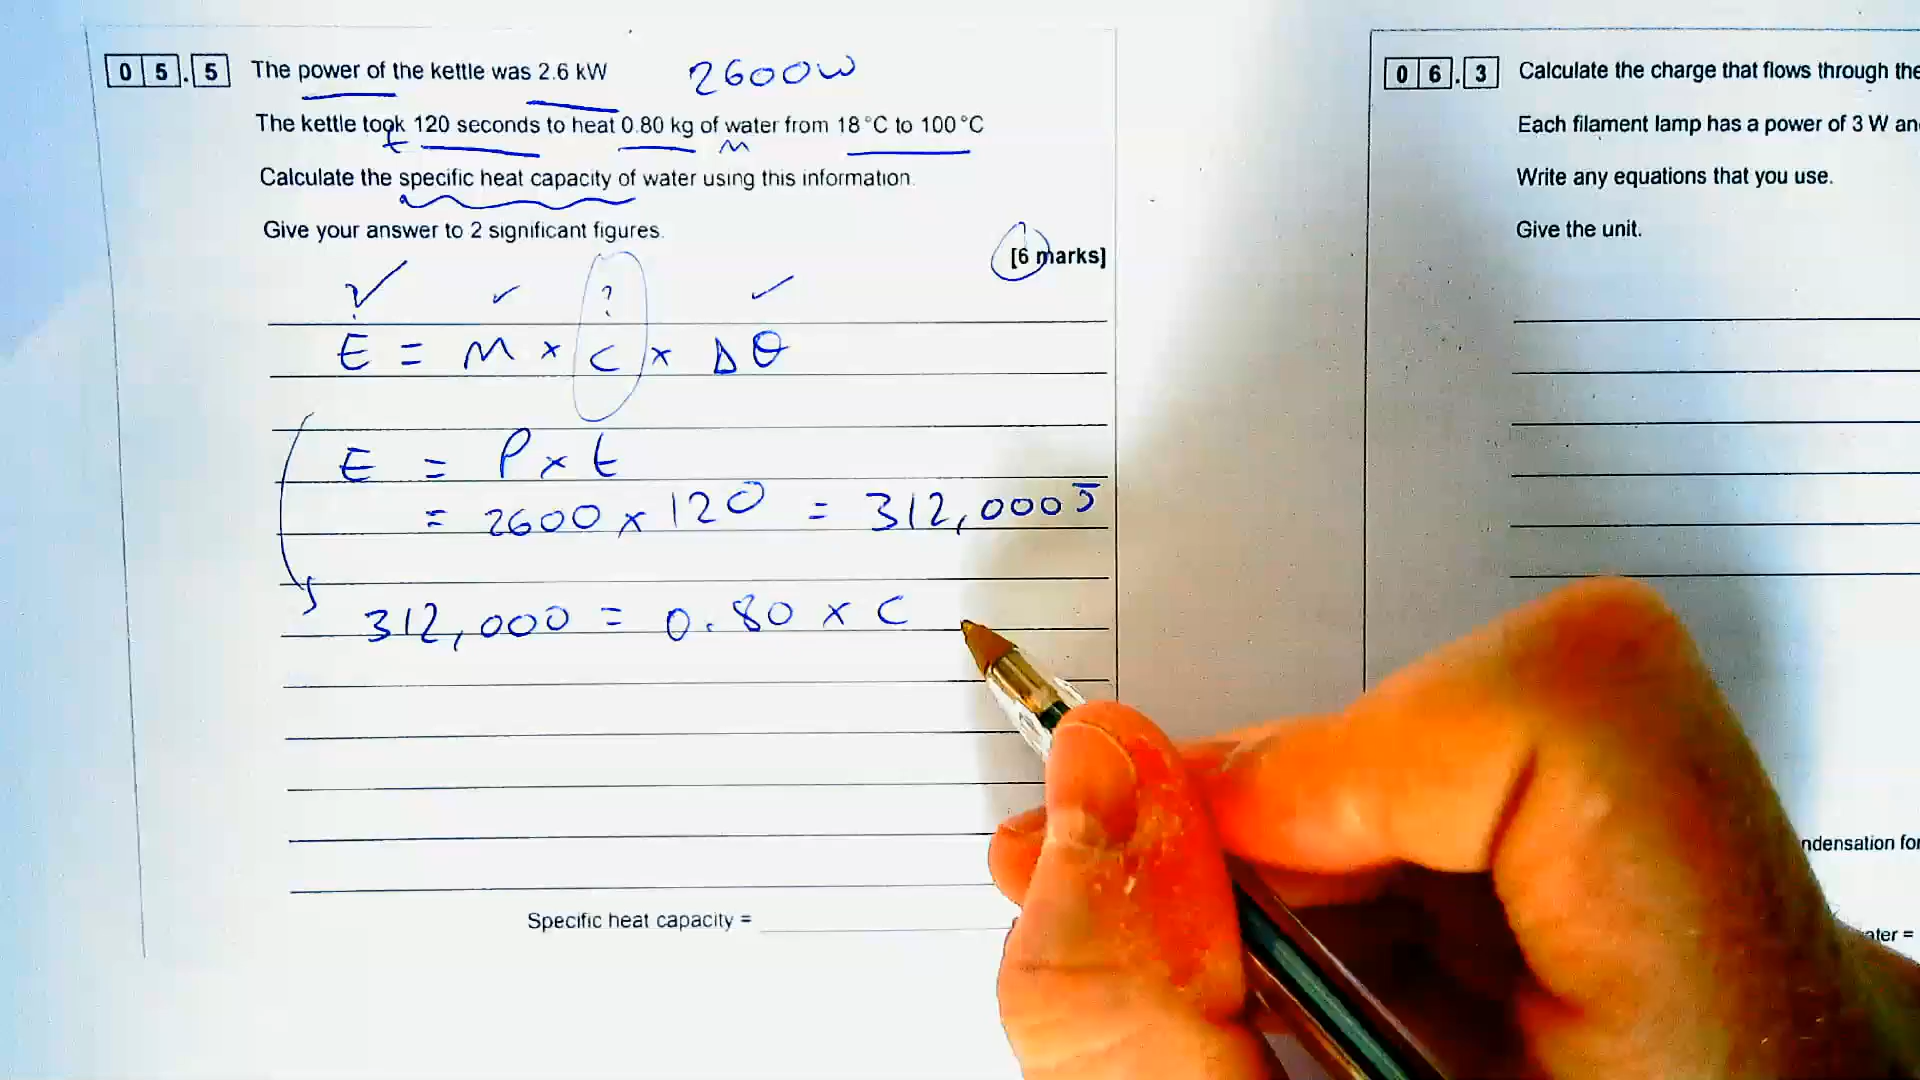 05.5 The power of the kettle was 2.6 kW 2600W
The kettle took 120 seconds to heat 0.80 kg of water from 18°C to 100°C
t M
Calculate the specific heat capacity of water using this information.
Give your answer to 2 significant figures.
[6 marks]
?
E = M × C × Δθ
E = P × t
= 2600 × 120 = 312,000J
312,000 = 0.80 × C
Specific heat capacity =
06.3 Calculate the charge that flows through the
Each filament lamp has a power of 3 W an
Write any equations that you use.
Give the unit.
ndensation fo
ater =